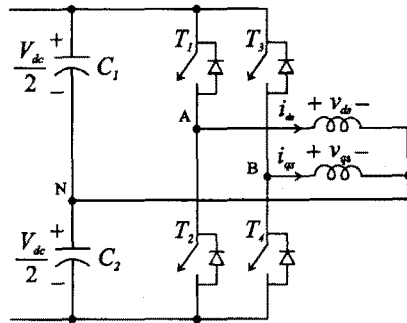 +
V_dc
2
−
C_1
T_1
T_3
A
i_ds
+ v_ds −
B
i_qs
+ v_qs −
N
+
V_dc
2
−
C_2
T_2
T_4